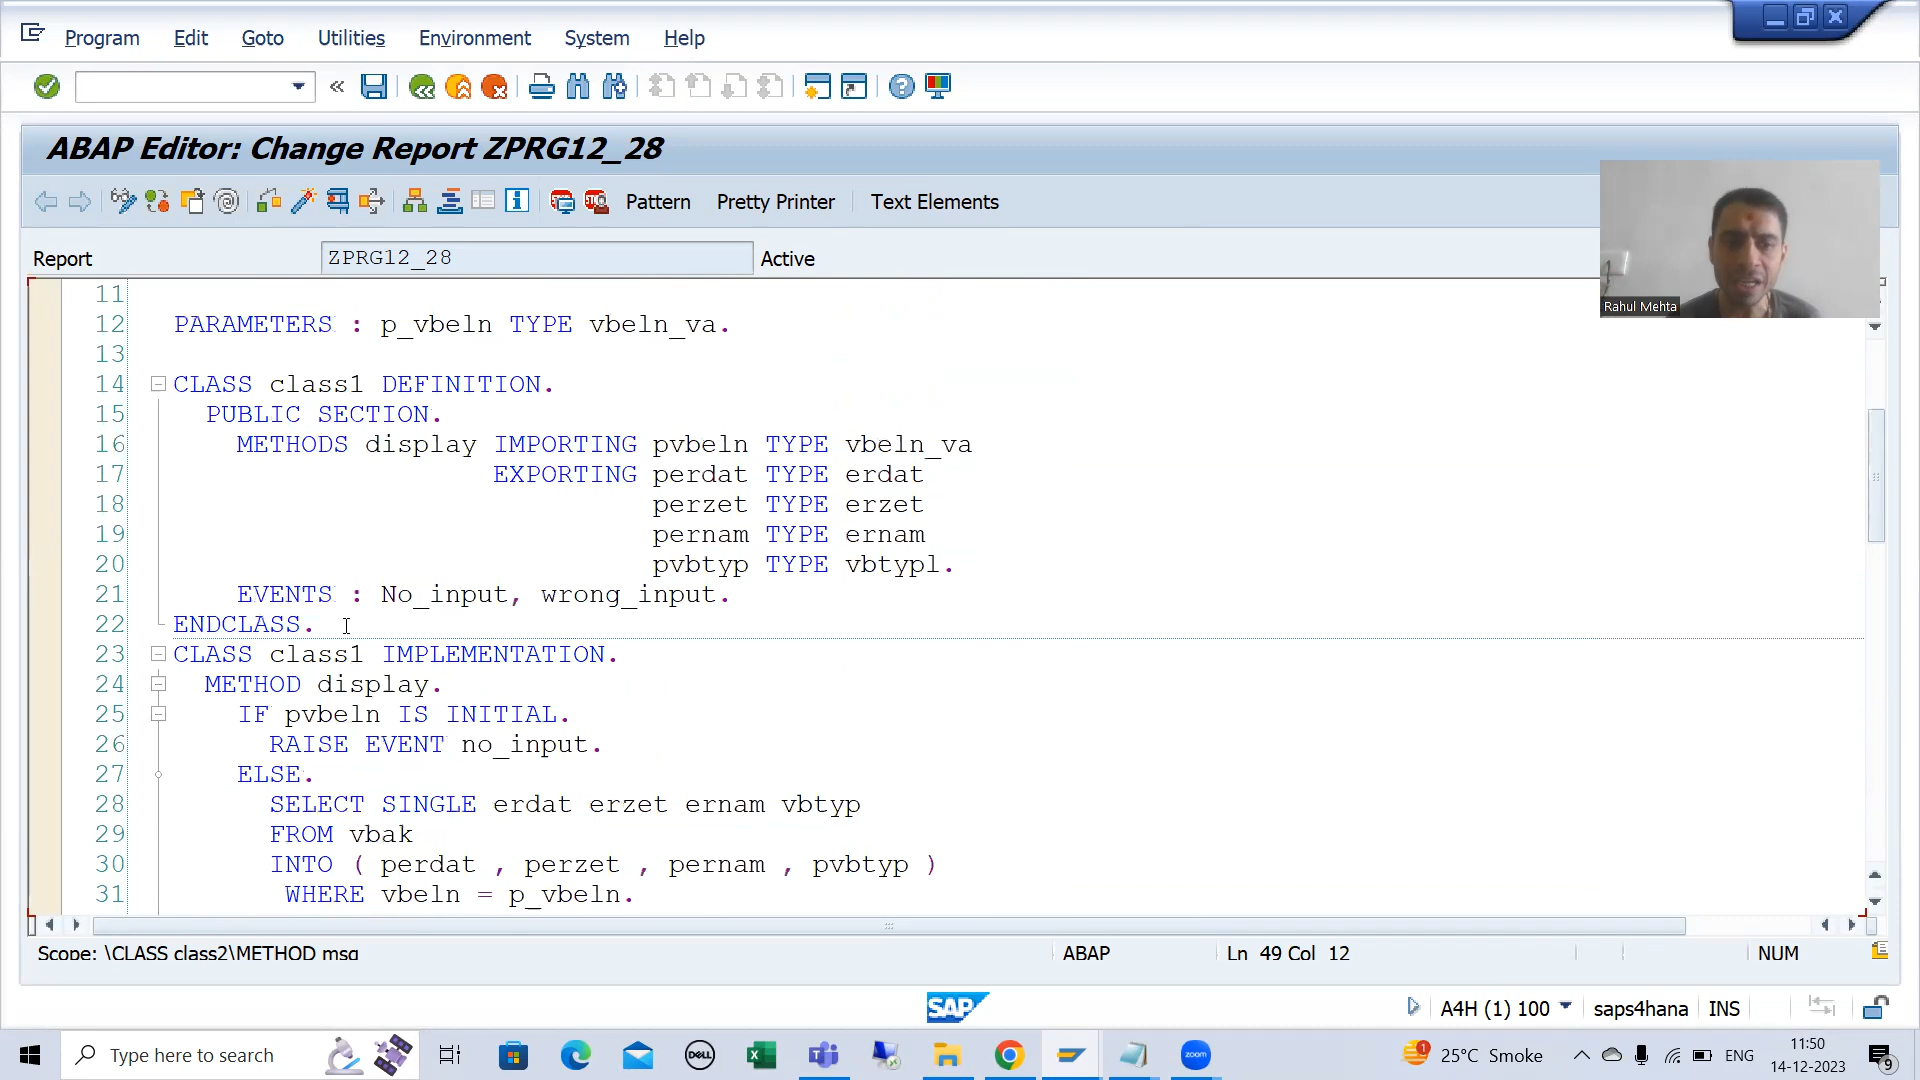 Program Edit Goto Utilities Environment System Help
ABAP Editor: Change Report ZPRG12_28
Pattern Pretty Printer Text Elements
Report ZPRG12_28 Active
Rahul Mehta
11
12 PARAMETERS : p_vbeln TYPE vbeln_va.
13
14 CLASS class1 DEFINITION.
15 PUBLIC SECTION.
16 METHODS display IMPORTING pvbeln TYPE vbeln_va
17 EXPORTING perdat TYPE erdat
18 perzet TYPE erzet
19 pernam TYPE ernam
20 pvbtyp TYPE vbtypl.
21 EVENTS : No_input, wrong_input.
22 ENDCLASS.
23 CLASS class1 IMPLEMENTATION.
24 METHOD display.
25 IF pvbeln IS INITIAL.
26 RAISE EVENT no_input.
27 ELSE.
28 SELECT SINGLE erdat erzet ernam vbtyp
29 FROM vbak
30 INTO ( perdat , perzet , pernam , pvbtyp )
31 WHERE vbeln = p_vbeln.
Scope: \CLASS class2\METHOD msg ABAP Ln 49 Col 12 NUM
SAP A4H (1) 100 saps4hana INS
Type here to search DELL zoom 1 25°C Smoke ENG 11:50
14-12-2023 9